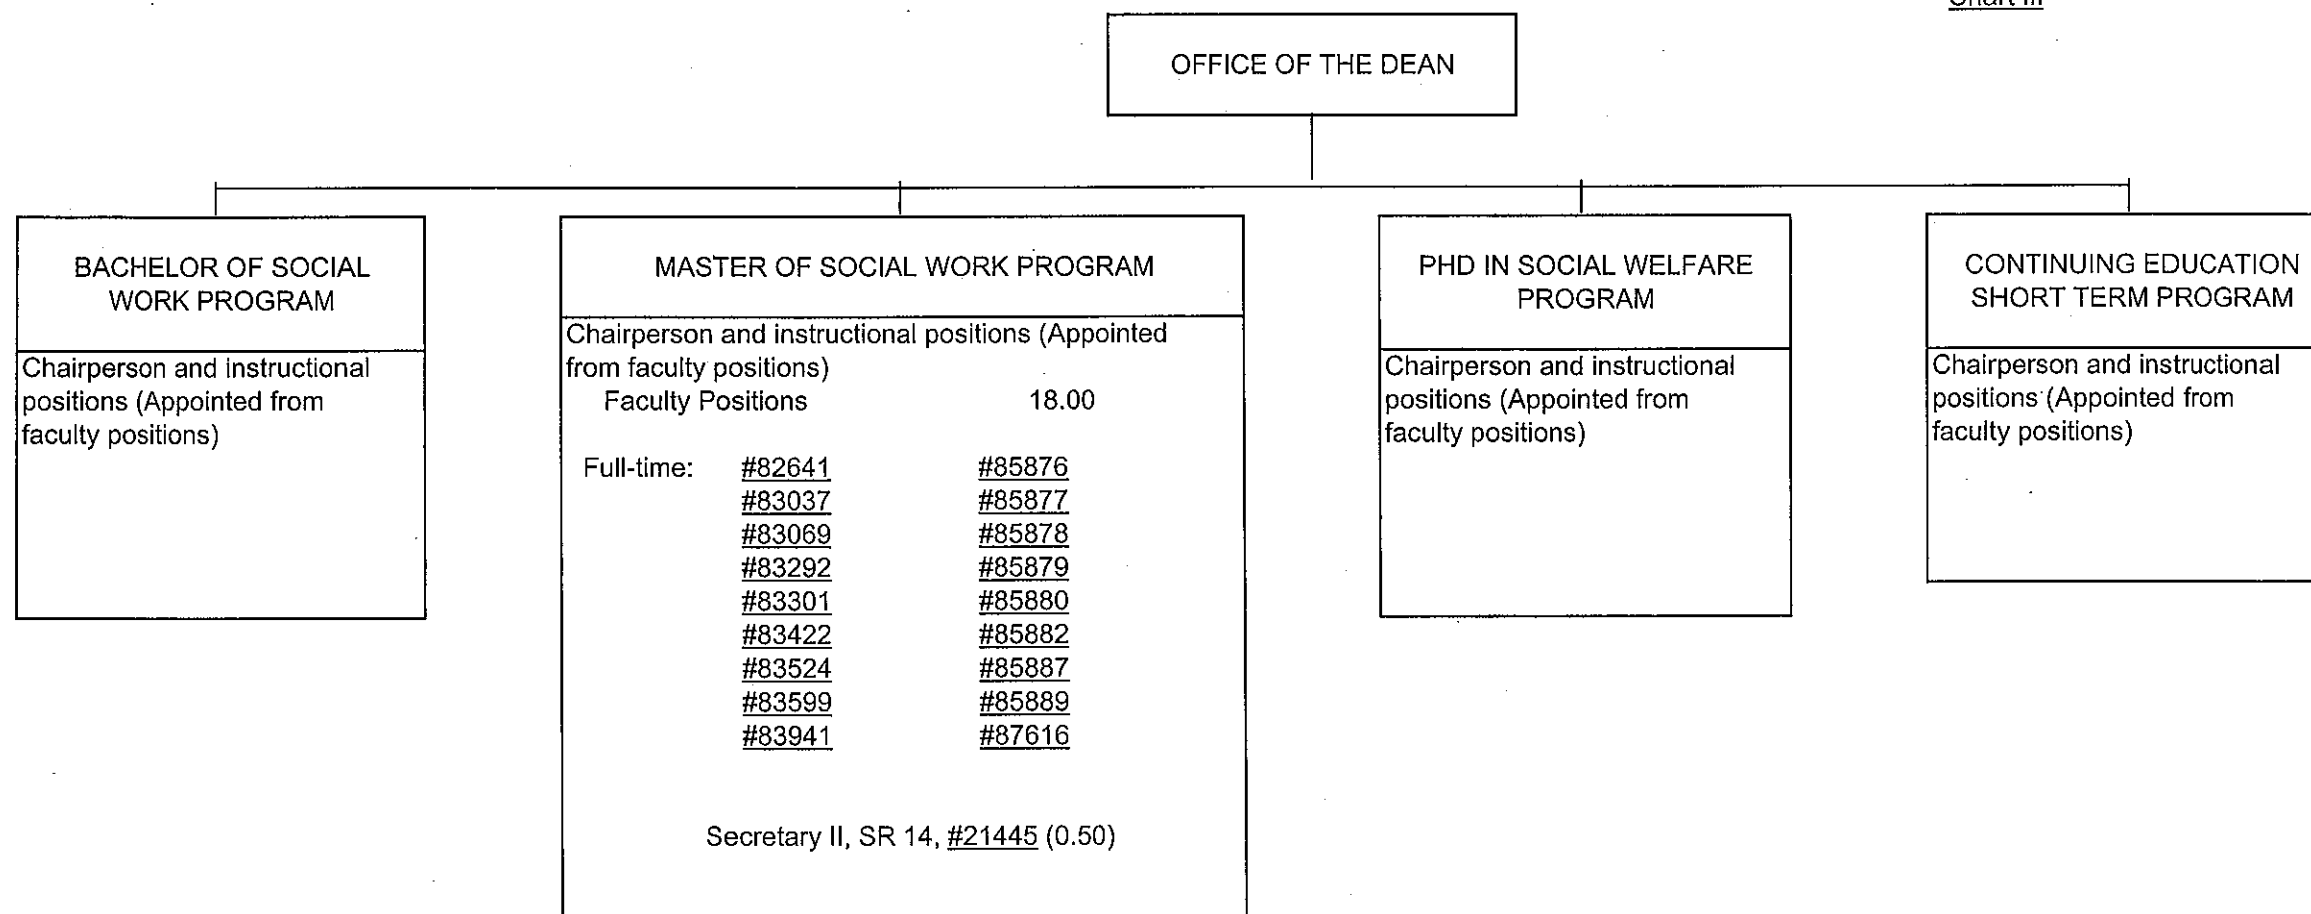 Chart III
OFFICE OF THE DEAN
BACHELOR OF SOCIAL
WORK PROGRAM
Chairperson and instructional
positions (Appointed from
faculty positions)
MASTER OF SOCIAL WORK PROGRAM
Chairperson and instructional positions (Appointed
from faculty positions)
Faculty Positions 18.00
Full-time: #82641 #85876
#83037 #85877
#83069 #85878
#83292 #85879
#83301 #85880
#83422 #85882
#83524 #85887
#83599 #85889
#83941 #87616
Secretary II, SR 14, #21445 (0.50)
PHD IN SOCIAL WELFARE
PROGRAM
Chairperson and instructional
positions (Appointed from
faculty positions)
CONTINUING EDUCATION
SHORT TERM PROGRAM
Chairperson and instructional
positions (Appointed from
faculty positions)